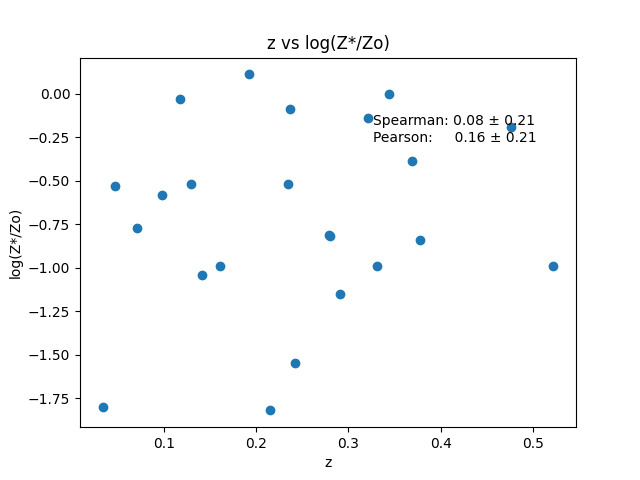 z vs log(Z*/Zo)
0.00
−0.25
−0.50
−0.75
−1.00
−1.25
−1.50
−1.75
log(Z*/Zo)
Spearman: 0.08 ± 0.21
Pearson: 0.16 ± 0.21
0.1 0.2 0.3 0.4 0.5
z